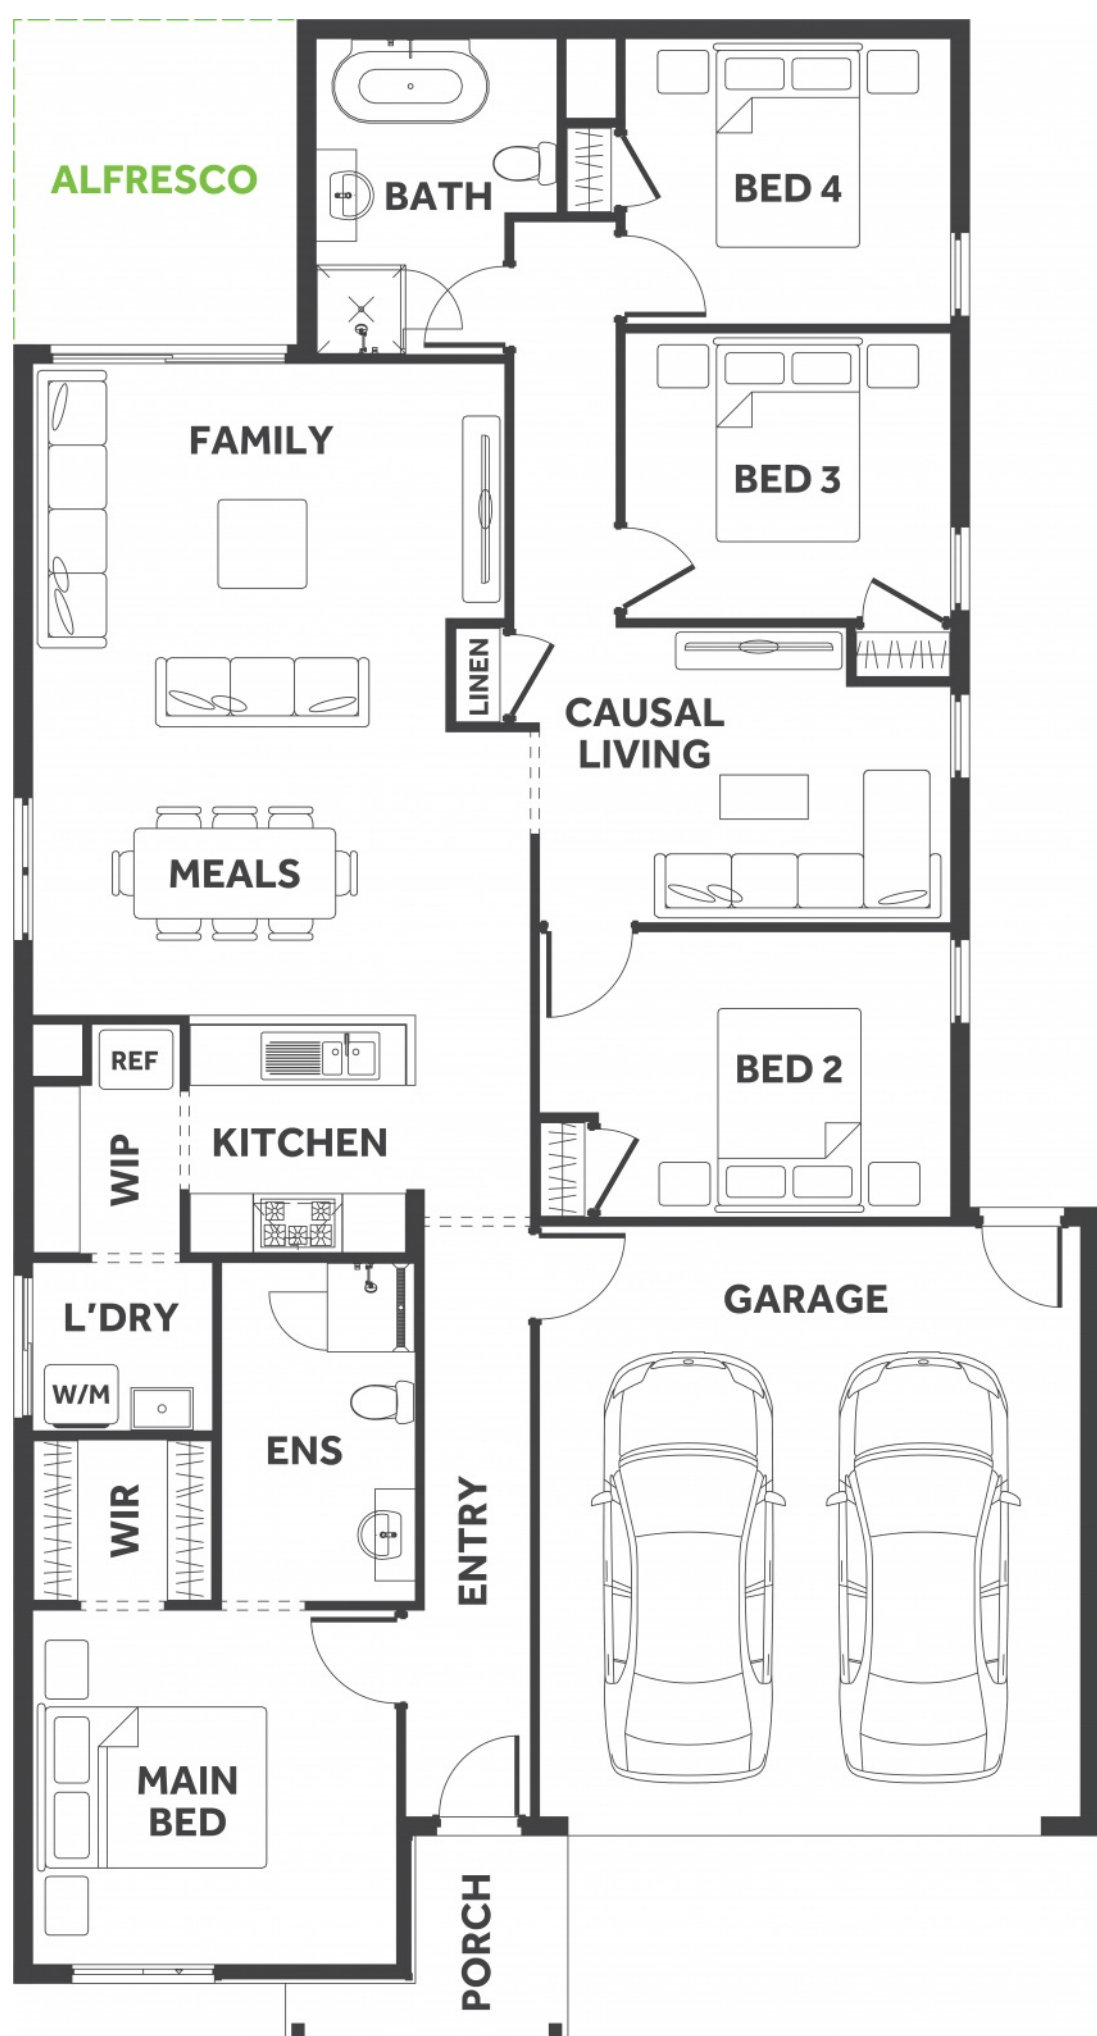 ALFRESCO
BATH
BED 4
FAMILY
BED 3
LINEN
CAUSAL
LIVING
MEALS
REF
BED 2
WIP
KITCHEN
L'DRY
GARAGE
W/M
ENS
WIR
ENTRY
MAIN
BED
PORCH